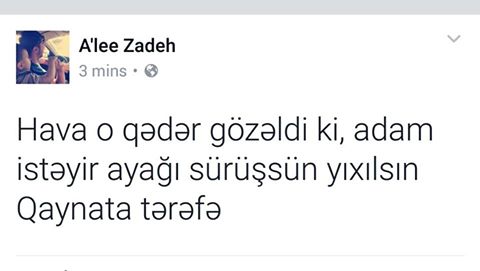 A'lee Zadeh
3 mins •
Hava o qədər gözəldi ki, adam
istəyir ayağı sürüşsün yıxılsın
Qaynata tərəfə